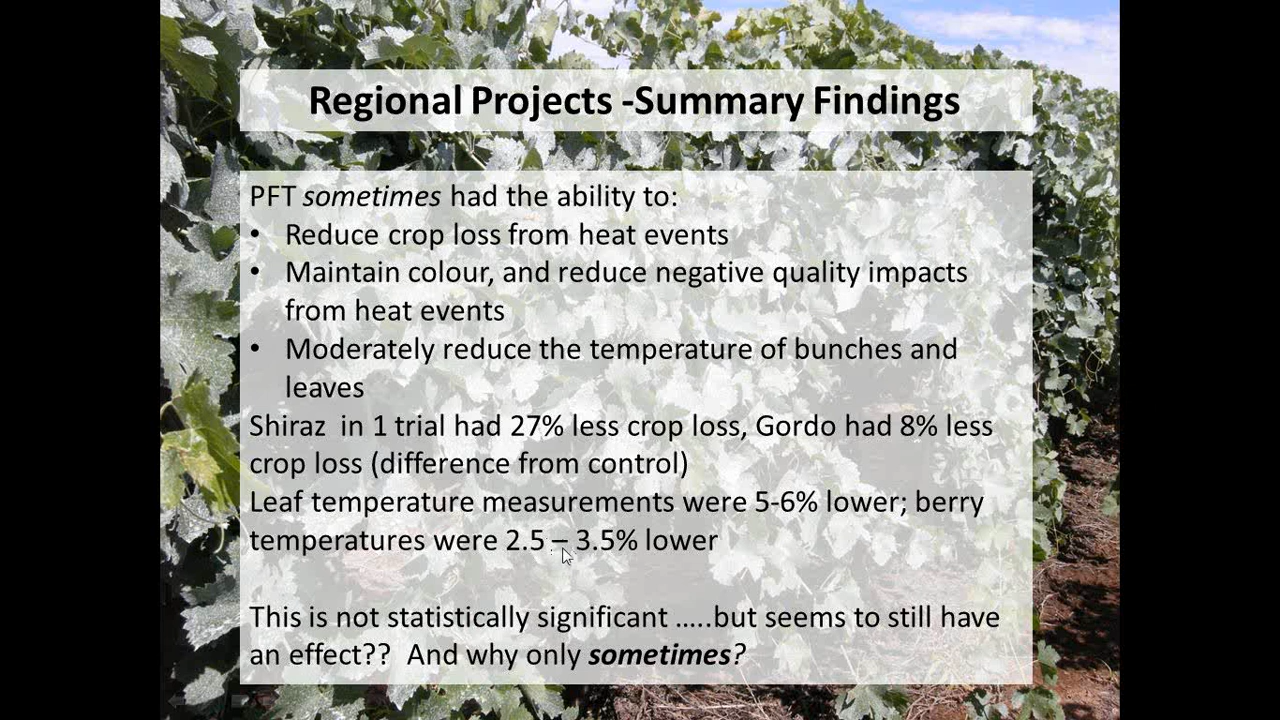 Regional Projects -Summary Findings
PFT sometimes had the ability to:
• Reduce crop loss from heat events
• Maintain colour, and reduce negative quality impacts
from heat events
• Moderately reduce the temperature of bunches and
leaves
Shiraz in 1 trial had 27% less crop loss, Gordo had 8% less
crop loss (difference from control)
Leaf temperature measurements were 5-6% lower; berry
temperatures were 2.5 – 3.5% lower
This is not statistically significant …..but seems to still have
an effect?? And why only sometimes?